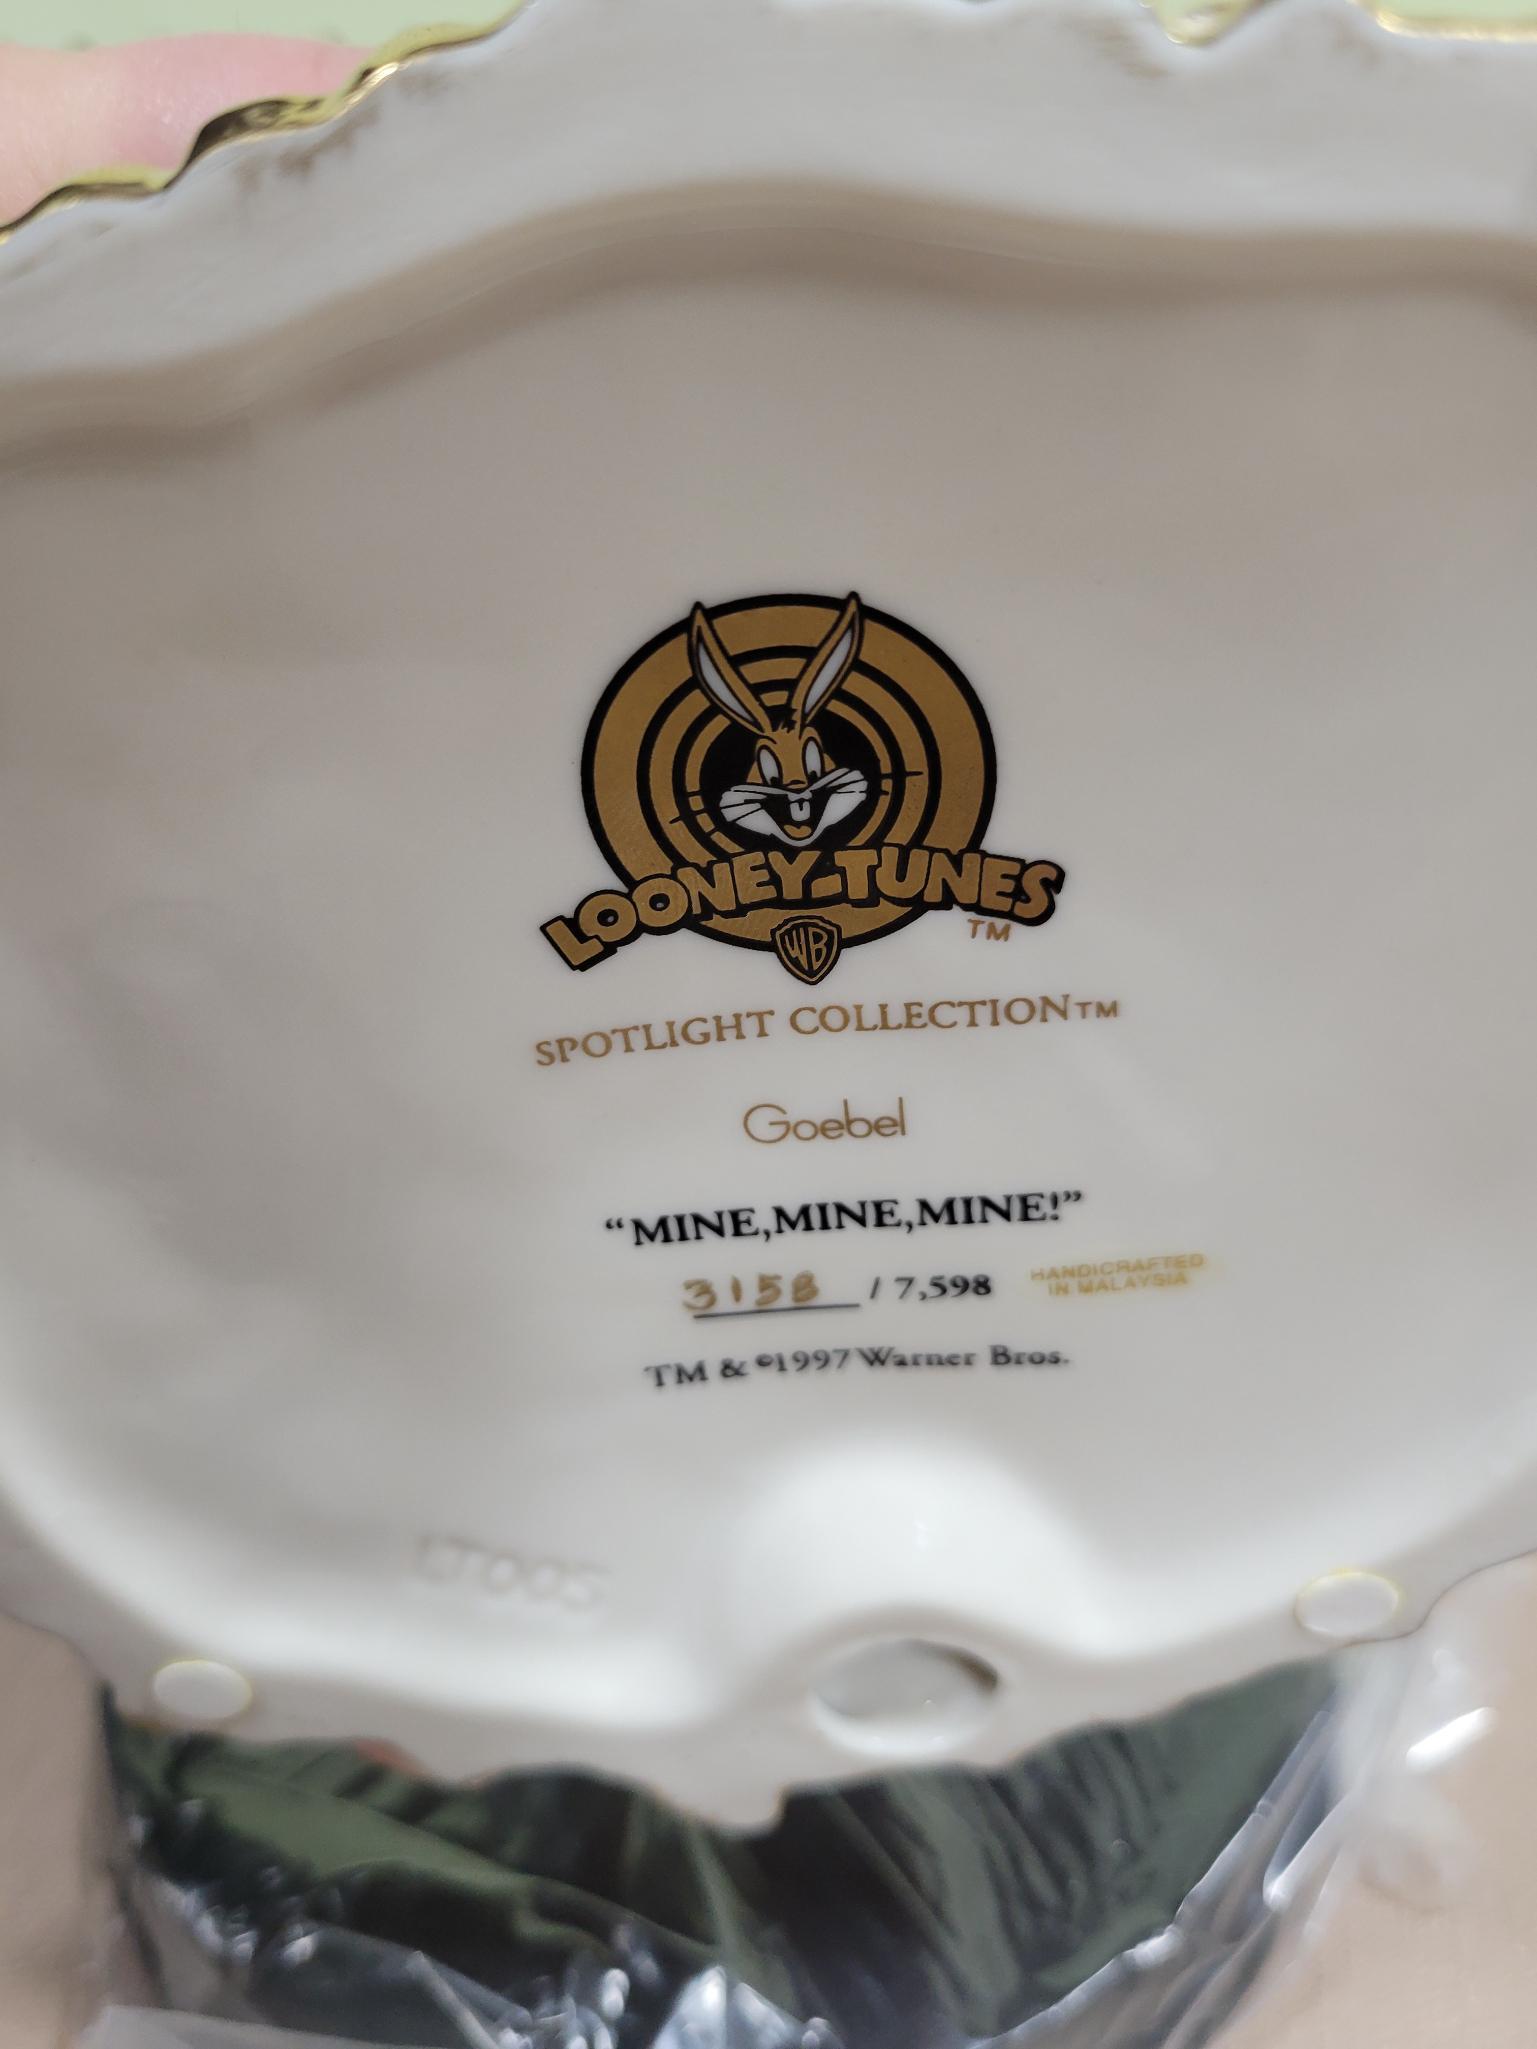 LOONEY-TUNES
TM
WB
SPOTLIGHT COLLECTION™
Goebel
“MINE,MINE,MINE!”
3158 / 7,598
HANDICRAFTED
IN MALAYSIA
TM & ©1997 Warner Bros.
LT005